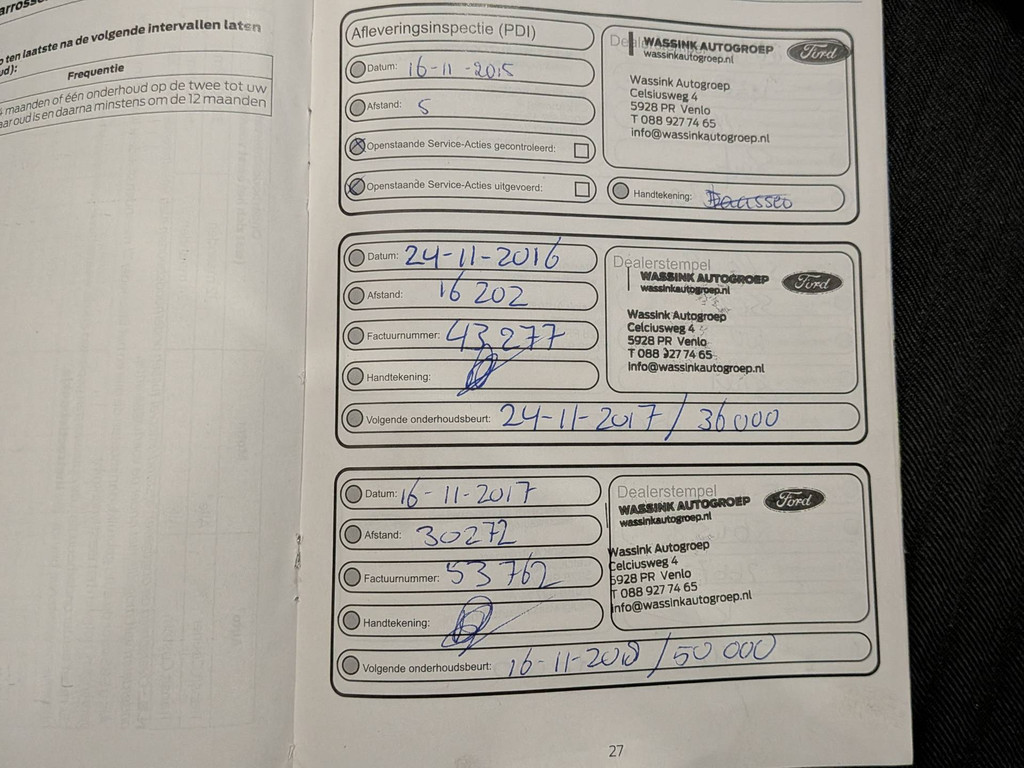 arrosse
o ten laatste na de volgende intervallen laten
ud):
Frequentie
maanden of één onderhoud op de twee tot uw
aar oud is en daarna minstens om de 12 maanden
Afleveringsinspectie (PDI)
Datum: 16-11-2015
Afstand: 5
Openstaande Service-Acties gecontroleerd:
Openstaande Service-Acties uitgevoerd:
WASSINK AUTOGROEP
wassinkautogroep.nl
Ford
Wassink Autogroep
Celsiusweg 4
5928 PR Venlo
T 088 927 74 65
info@wassinkautogroep.nl
Handtekening:
Datum: 24-11-2016
Afstand: 16 202
Factuurnummer: 43277
Handtekening:
Dealerstempel
WASSINK AUTOGROEP
wassinkautogroep.nl
Ford
Wassink Autogroep
Celciusweg 4
5928 PR Venlo
T 088 927 74 65
Info@wassinkautogroep.nl
Volgende onderhoudsbeurt: 24-11-2017 / 36000
Datum: 16-11-2017
Afstand: 30272
Factuurnummer: 53762
Handtekening:
Dealerstempel
WASSINK AUTOGROEP
wassinkautogroep.nl
Ford
Wassink Autogroep
Celciusweg 4
5928 PR Venlo
T 088 927 74 65
Info@wassinkautogroep.nl
Volgende onderhoudsbeurt: 16-11-2018 / 50 000
27